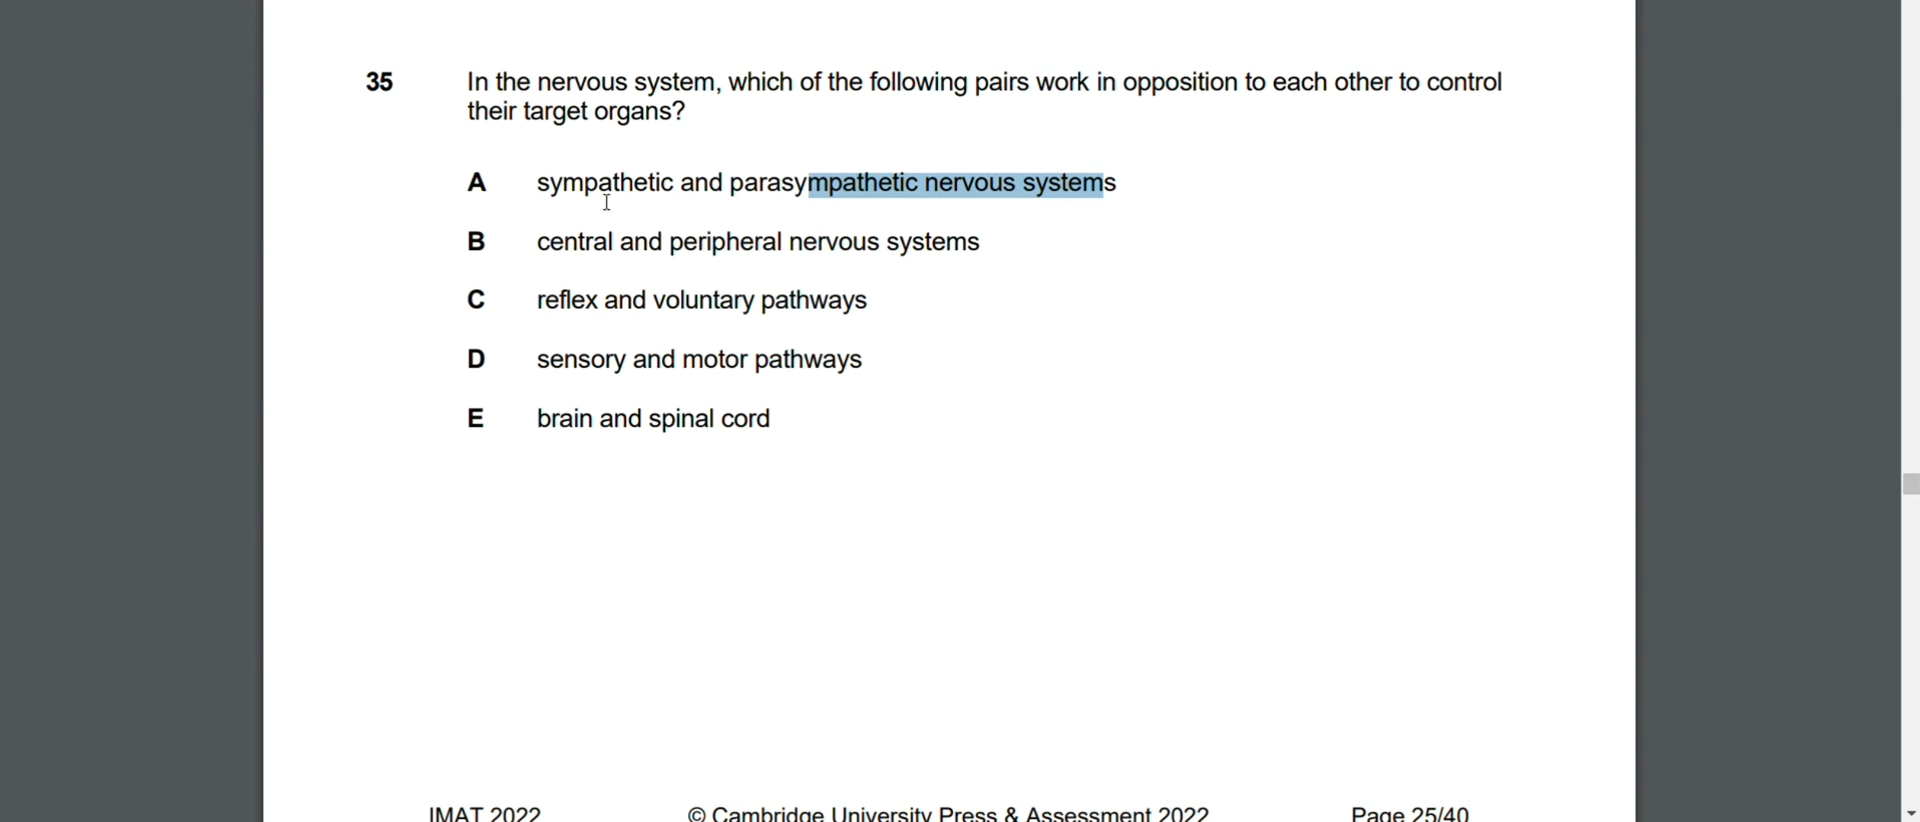 35 In the nervous system, which of the following pairs work in opposition to each other to control
their target organs?
A sympathetic and parasympathetic nervous systems
B central and peripheral nervous systems
C reflex and voluntary pathways
D sensory and motor pathways
E brain and spinal cord
IMAT 2022 © Cambridge University Press & Assessment 2022 Page 25/40